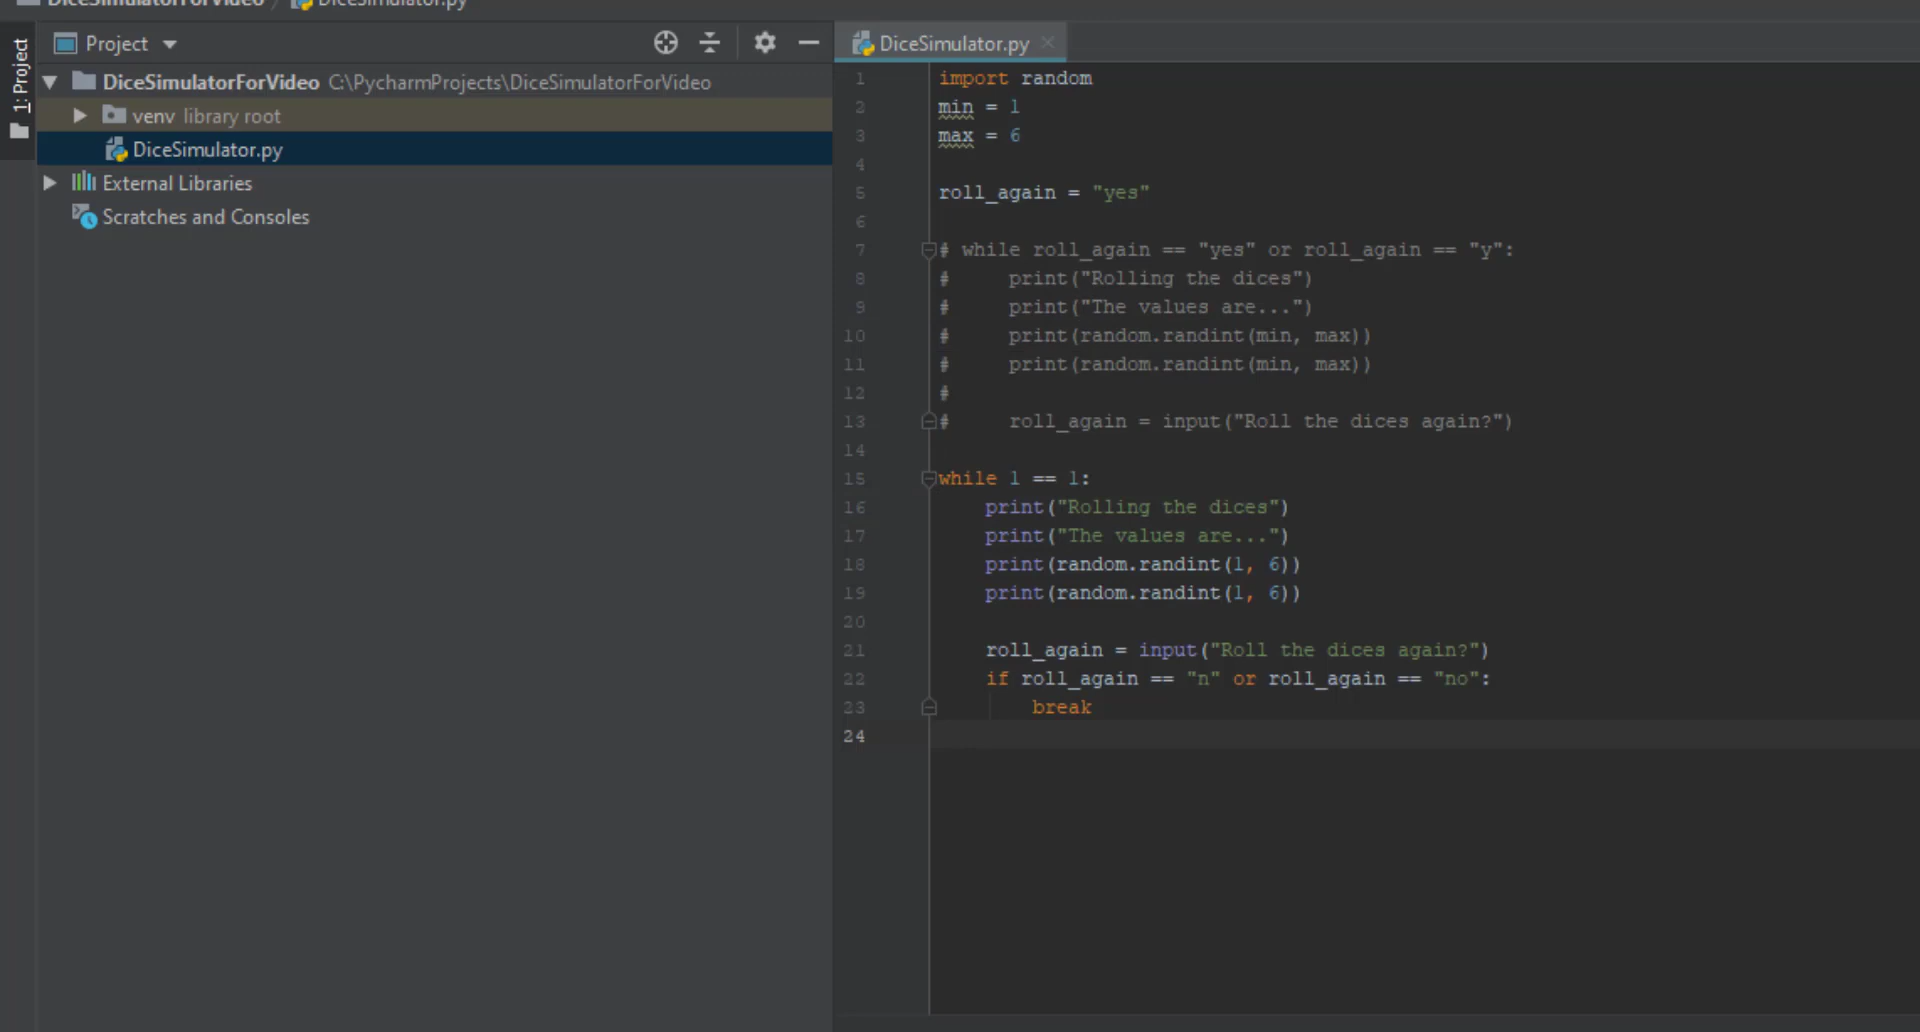 DiceSimulatorForVideo / DiceSimulator.py
1: Project
Project
DiceSimulatorForVideo C:\PycharmProjects\DiceSimulatorForVideo
venv library root
DiceSimulator.py
External Libraries
Scratches and Consoles
DiceSimulator.py
1 import random
2 min = 1
3 max = 6
4
5 roll_again = "yes"
6
7 # while roll_again == "yes" or roll_again == "y":
8 #     print("Rolling the dices")
9 #     print("The values are...")
10 #     print(random.randint(min, max))
11 #     print(random.randint(min, max))
12 #
13 #     roll_again = input("Roll the dices again?")
14
15 while 1 == 1:
16     print("Rolling the dices")
17     print("The values are...")
18     print(random.randint(1, 6))
19     print(random.randint(1, 6))
20
21     roll_again = input("Roll the dices again?")
22     if roll_again == "n" or roll_again == "no":
23         break
24